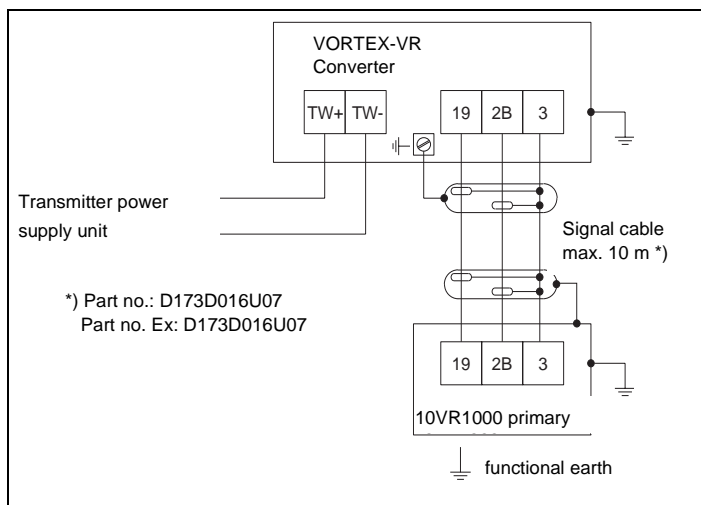 VORTEX-VR
Converter
TW+ TW- 19 2B 3
Transmitter power
supply unit
Signal cable
max. 10 m *)
*) Part no.: D173D016U07
Part no. Ex: D173D016U07
19 2B 3
10VR1000 primary
functional earth